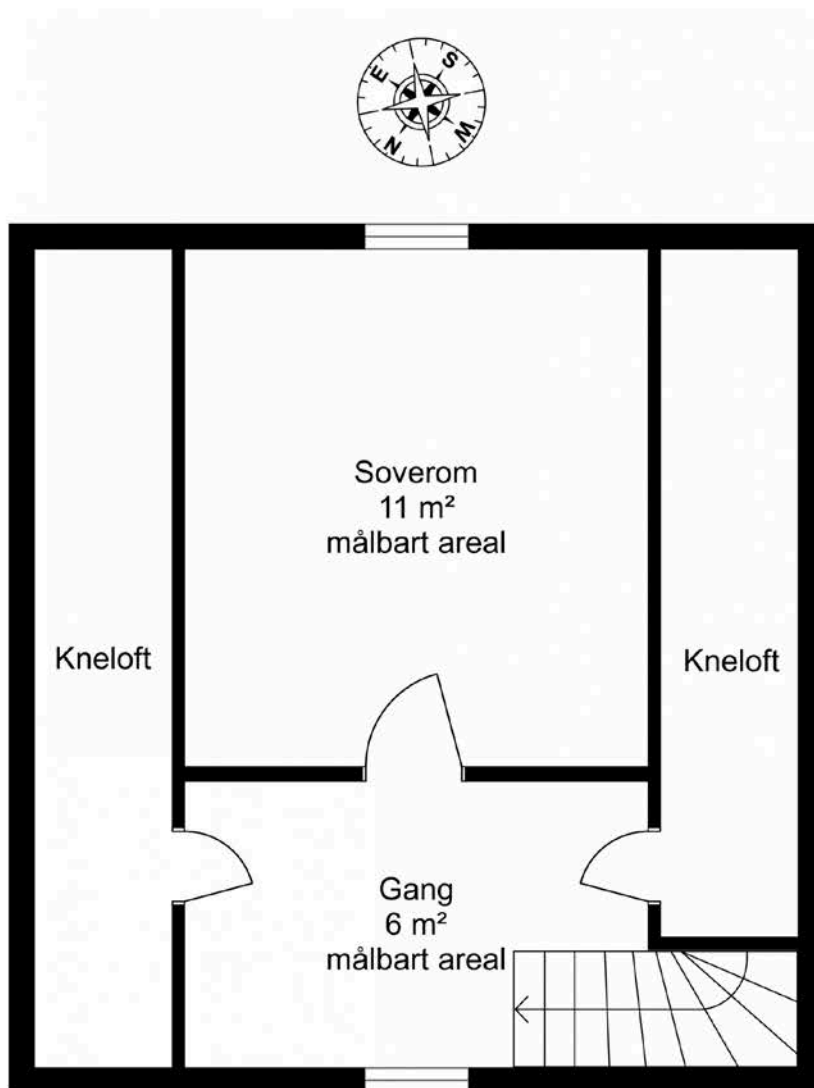 S
E
W
N
Soverom
11 m²
målbart areal
Kneloft
Kneloft
Gang
6 m²
målbart areal